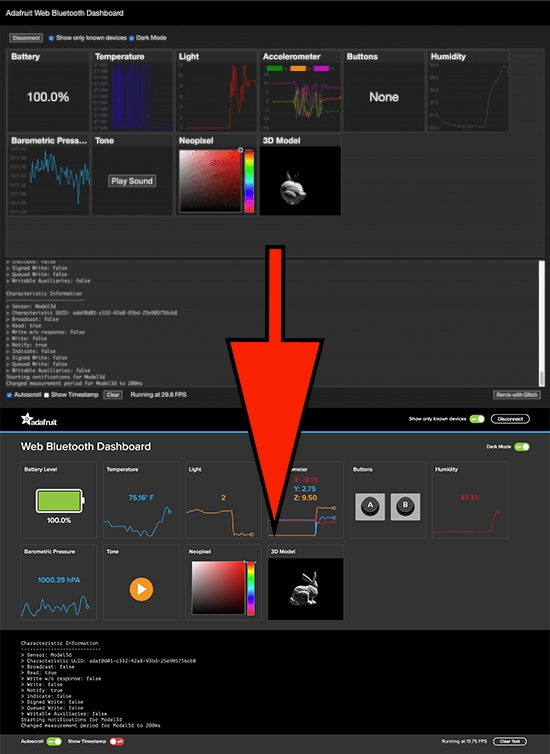 Adafruit Web Bluetooth Dashboard
Disconnect Show only known devices Dark Mode
Battery Temperature Light Accelerometer Buttons Humidity
100.0% None
Barometric Press... Tone Neopixel 3D Model
Play Sound
> Indicate: false
> Signed Write: false
> Queued Write: false
> Writable Auxiliaries: false
Characteristic Information
> Sensor: Model3d
> Characteristic UUID: adaf0d01-c332-42a8-93bd-25e905756cb8
> Broadcast: false
> Read: true
> Write w/o response: false
> Write: false
> Notify: true
> Indicate: false
> Signed Write: false
> Queued Write: false
> Writable Auxiliaries: false
Starting notifications for Model3d
Changed measurement period for Model3d to 200ms
Autoscroll Show Timestamp Clear Running at 29.8 FPS Remix with Glitch
adafruit Show only known devices Disconnect
Web Bluetooth Dashboard Dark Mode
Battery Level Temperature Light ometer Buttons Humidity
X: -0.15
75.16° F 2 Y: 2.75 A B 47.3%
Z: 9.50
100.0%
Barometric Pressure Tone Neopixel 3D Model
1000.39 hPA
Characteristic Information
> Sensor: Model3d
> Characteristic UUID: adaf0d01-c332-42a8-93bd-25e905756cb8
> Broadcast: false
> Read: true
> Write w/o response: false
> Write: false
> Notify: true
> Indicate: false
> Signed Write: false
> Queued Write: false
> Writable Auxiliaries: false
Starting notifications for Model3d
Changed measurement period for Model3d to 200ms
Autoscroll Show Timestamp Running at 15.75 FPS Clear Text